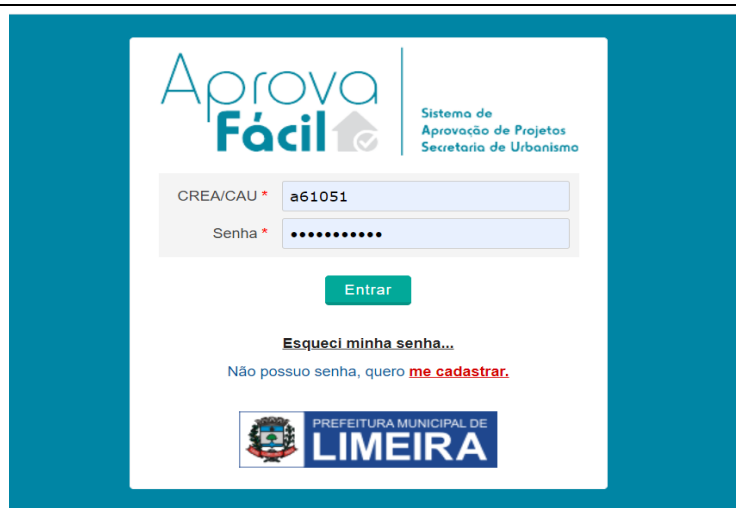 Aprova
Fácil
Sistema de
Aprovação de Projetos
Secretaria de Urbanismo
CREA/CAU * a61051
Senha * •••••••••••
Entrar
Esqueci minha senha...
Não possuo senha, quero me cadastrar.
PREFEITURA MUNICIPAL DE
LIMEIRA